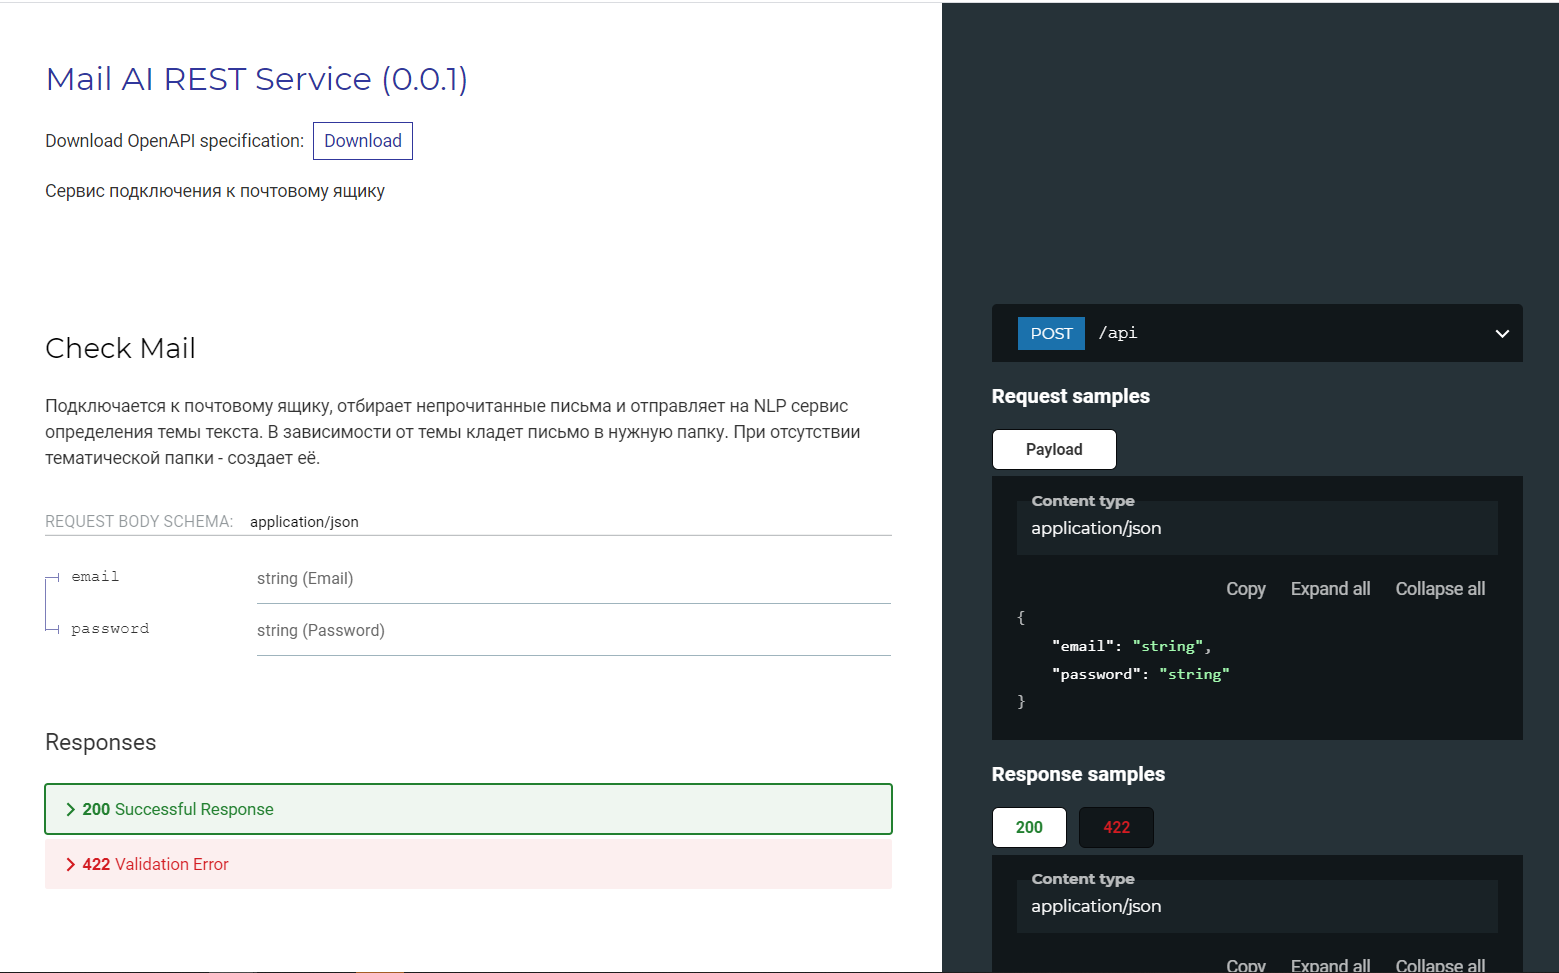 Mail AI REST Service (0.0.1)
Download OpenAPI specification: Download
Сервис подключения к почтовому ящику
Check Mail
Подключается к почтовому ящику, отбирает непрочитанные письма и отправляет на NLP сервис
определения темы текста. В зависимости от темы кладет письмо в нужную папку. При отсутствии
тематической папки - создает её.
REQUEST BODY SCHEMA: application/json
email string (Email)
password string (Password)
Responses
200 Successful Response
422 Validation Error
POST /api
Request samples
Payload
Content type
application/json
Copy Expand all Collapse all
{
"email": "string",
"password": "string"
}
Response samples
200 422
Content type
application/json
Copy Expand all Collapse all